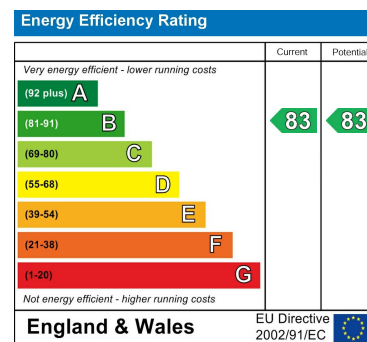 Energy Efficiency Rating
Current Potential
Very energy efficient - lower running costs
(92 plus) A
(81-91) B 83 83
(69-80) C
(55-68) D
(39-54) E
(21-38) F
(1-20) G
Not energy efficient - higher running costs
England & Wales
EU Directive
2002/91/EC